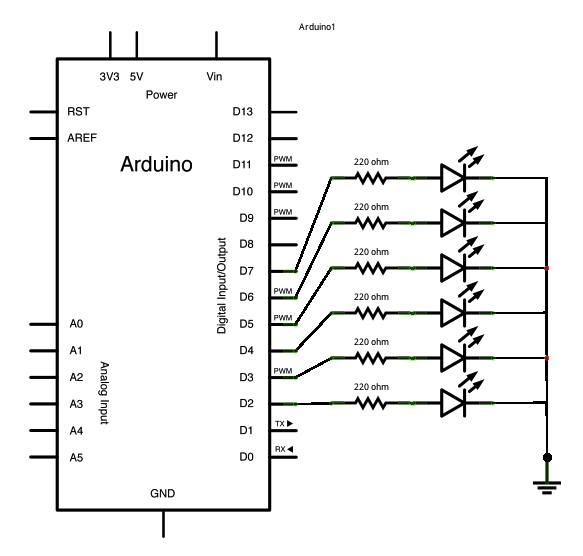 Arduino1
3V3 5V Vin
Power
RST
AREF
Arduino
D13
D12
PWM D11
PWM D10
PWM D9
D8
D7
PWM D6
PWM D5
D4
PWM D3
D2
TX D1
RX D0
Digital Input/Output
A0
A1
A2
A3
A4
A5
Analog Input
GND
220 ohm
220 ohm
220 ohm
220 ohm
220 ohm
220 ohm